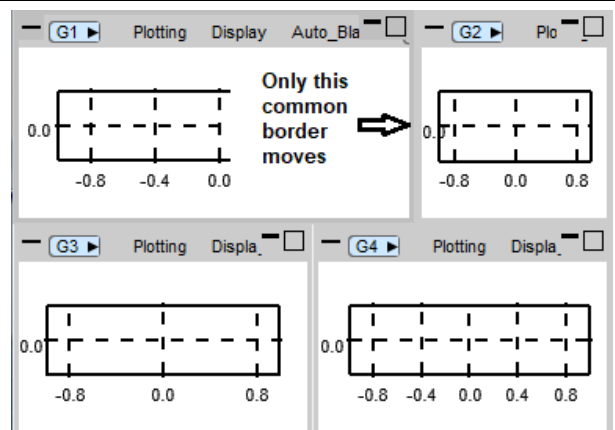 G1 ▶ Plotting Display Auto_Bla
G2 ▶ Plo
Only this
common
border
moves
0.0
-0.8 -0.4 0.0
0.0
-0.8 0.0 0.8
G3 ▶ Plotting Displa
G4 ▶ Plotting Displa
0.0
-0.8 0.0 0.8
0.0
-0.8 -0.4 0.0 0.4 0.8